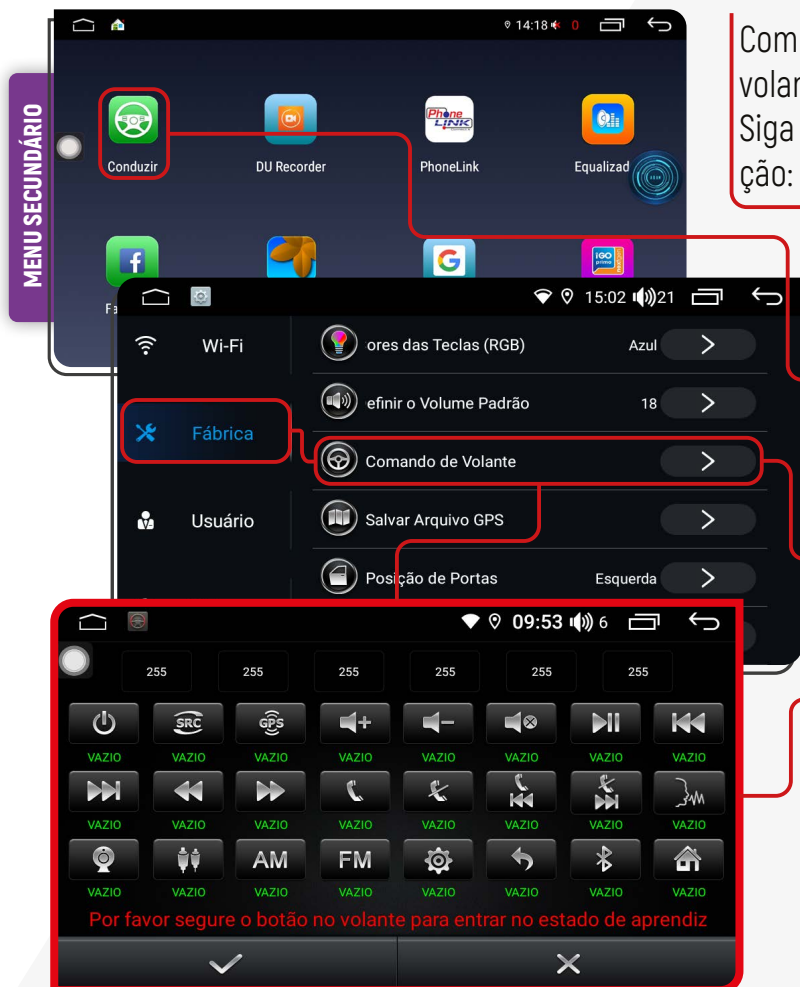 MENU SECUNDÁRIO
14:18 0
Conduzir
DU Recorder
Phone LINK
PhoneLink
Equalizad
G
iGO primo
Com
volan
Siga
ção:
15:02 21
Wi-Fi
ores das Teclas (RGB) Azul
efinir o Volume Padrão 18
Fábrica
Comando de Volante
Usuário
Salvar Arquivo GPS
Posição de Portas Esquerda
09:53 6
255 255 255 255 255 255
SRC GPS
VAZIO VAZIO VAZIO VAZIO VAZIO VAZIO VAZIO VAZIO
VAZIO VAZIO VAZIO VAZIO VAZIO VAZIO VAZIO VAZIO
AM FM
VAZIO VAZIO VAZIO VAZIO VAZIO VAZIO VAZIO VAZIO
Por favor segure o botão no volante para entrar no estado de aprendiz